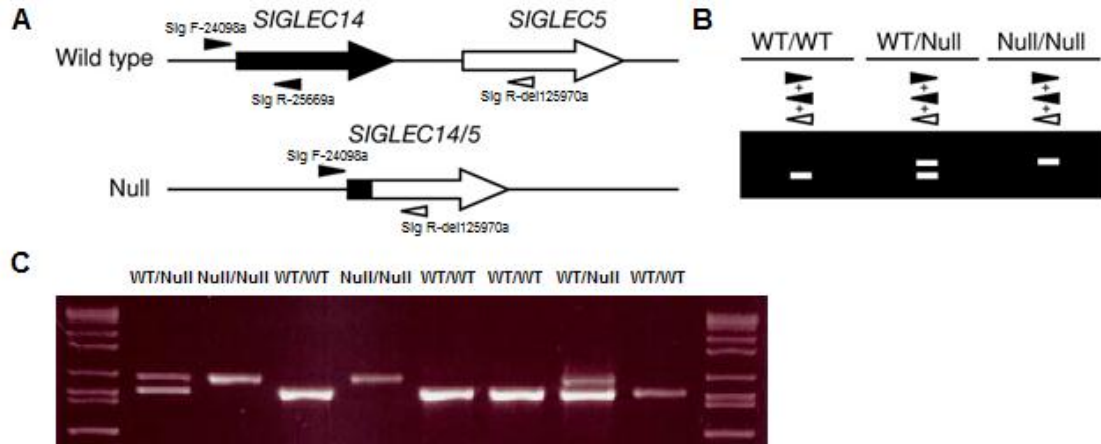 A
SIGLEC14
SIGLEC5
Sig F-24098a
Wild type
Sig R-25669a
Sig R-del125970a
SIGLEC14/5
Sig F-24098a
Null
Sig R-del125970a
B
WT/WT WT/Null Null/Null
+ + +
+ + +
C
WT/Null Null/Null WT/WT Null/Null WT/WT WT/WT WT/Null WT/WT